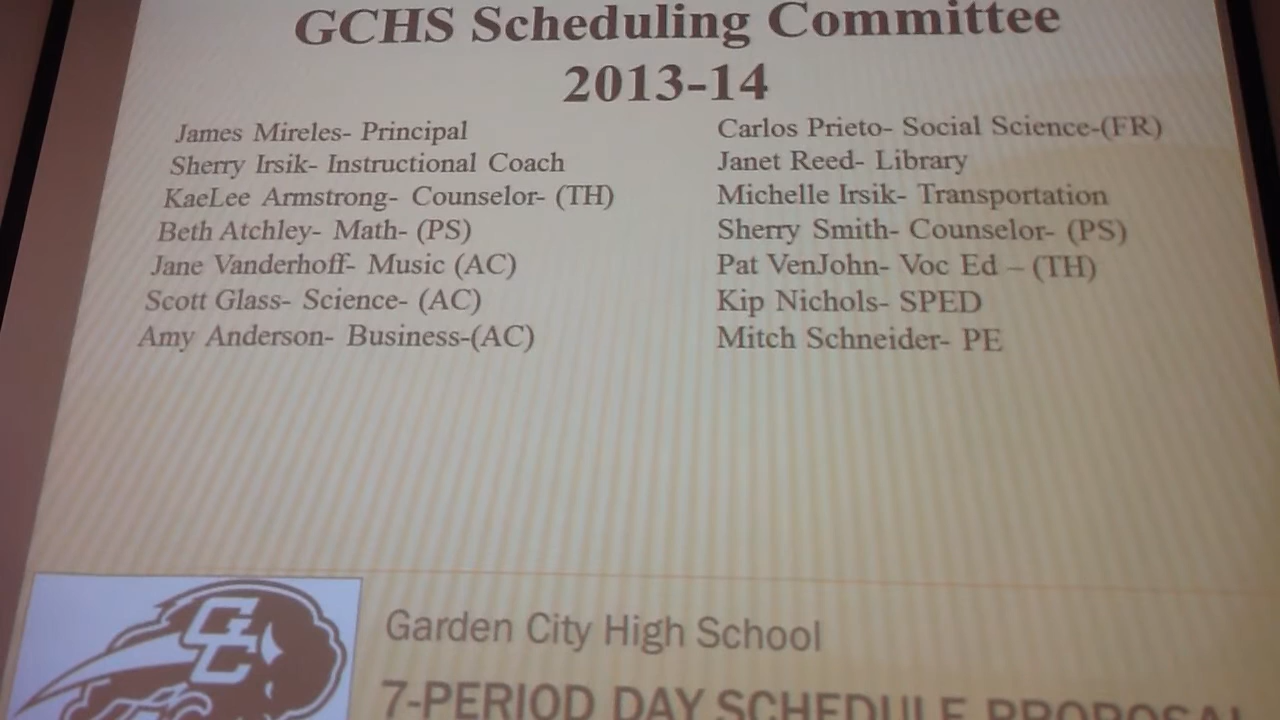 GCHS Scheduling Committee
2013-14
James Mireles- Principal
Sherry Irsik- Instructional Coach
KaeLee Armstrong- Counselor- (TH)
Beth Atchley- Math- (PS)
Jane Vanderhoff- Music (AC)
Scott Glass- Science- (AC)
Amy Anderson- Business-(AC)
Carlos Prieto- Social Science-(FR)
Janet Reed- Library
Michelle Irsik- Transportation
Sherry Smith- Counselor- (PS)
Pat VenJohn- Voc Ed – (TH)
Kip Nichols- SPED
Mitch Schneider- PE
GC
Garden City High School
7-PERIOD DAY SCHEDULE PROPOSAL